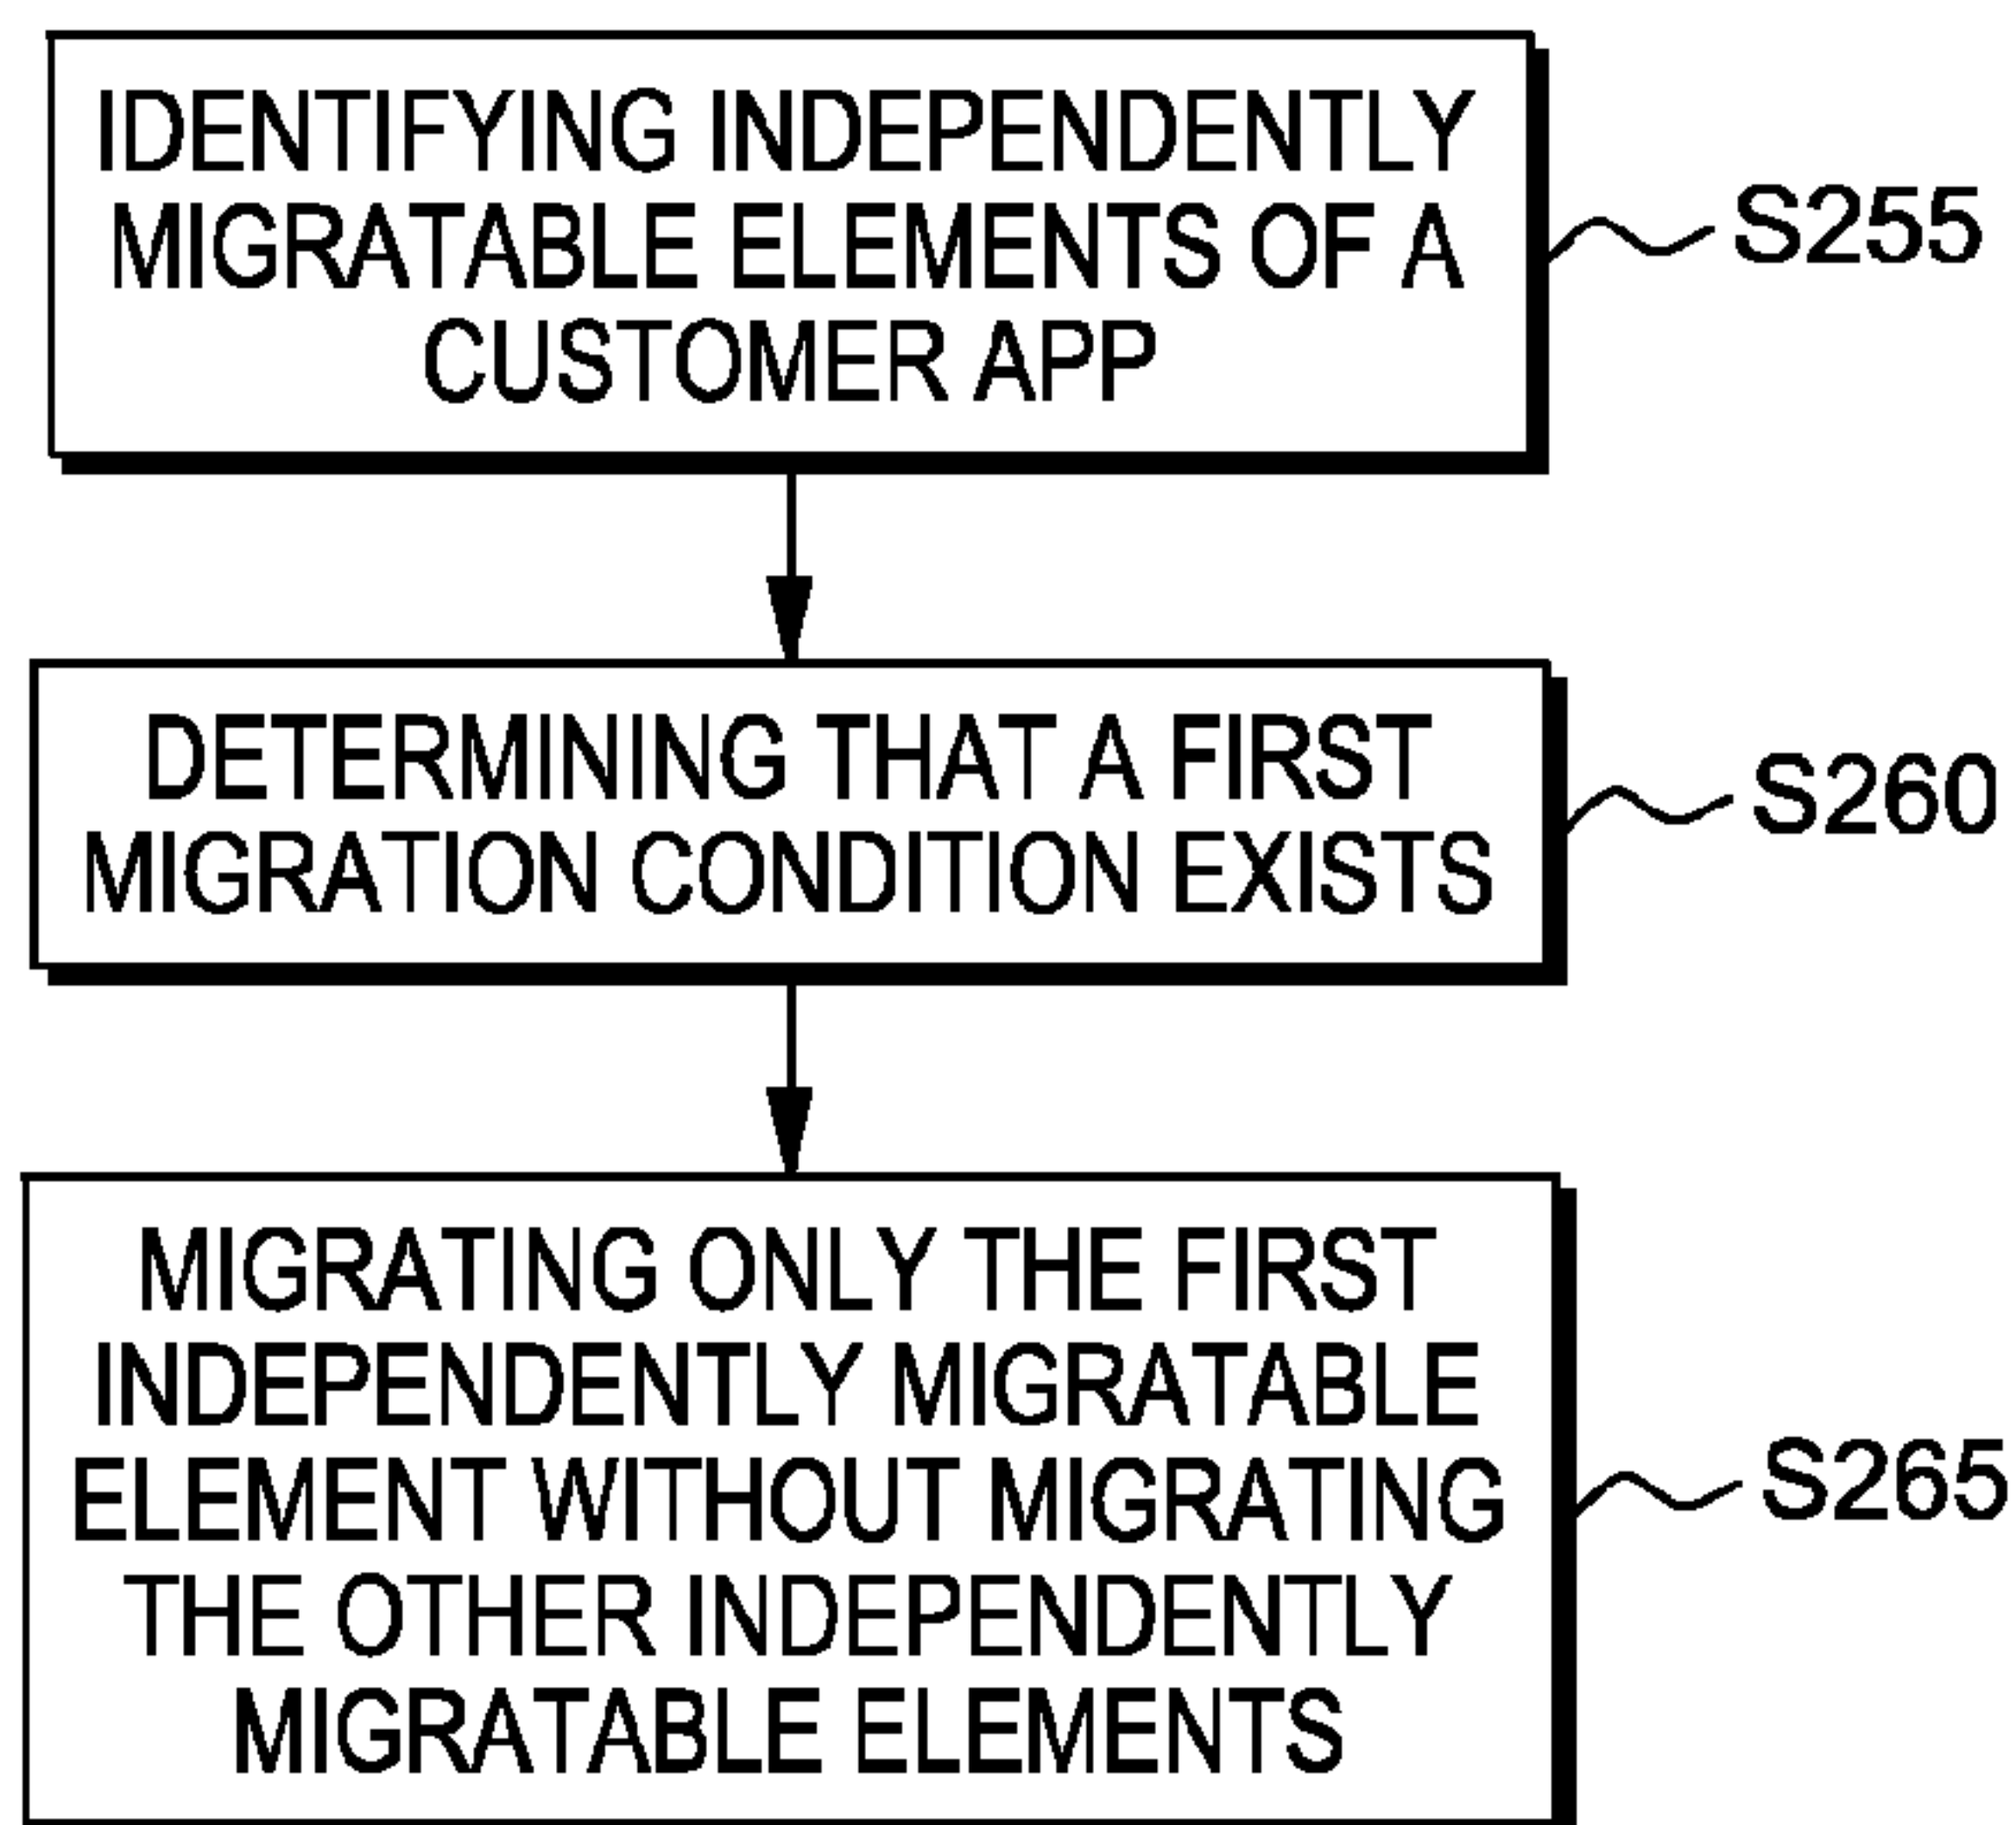 IDENTIFYING INDEPENDENTLY
MIGRATABLE ELEMENTS OF A
CUSTOMER APP
S255
DETERMINING THAT A FIRST
MIGRATION CONDITION EXISTS
S260
MIGRATING ONLY THE FIRST
INDEPENDENTLY MIGRATABLE
ELEMENT WITHOUT MIGRATING
THE OTHER INDEPENDENTLY
MIGRATABLE ELEMENTS
S265